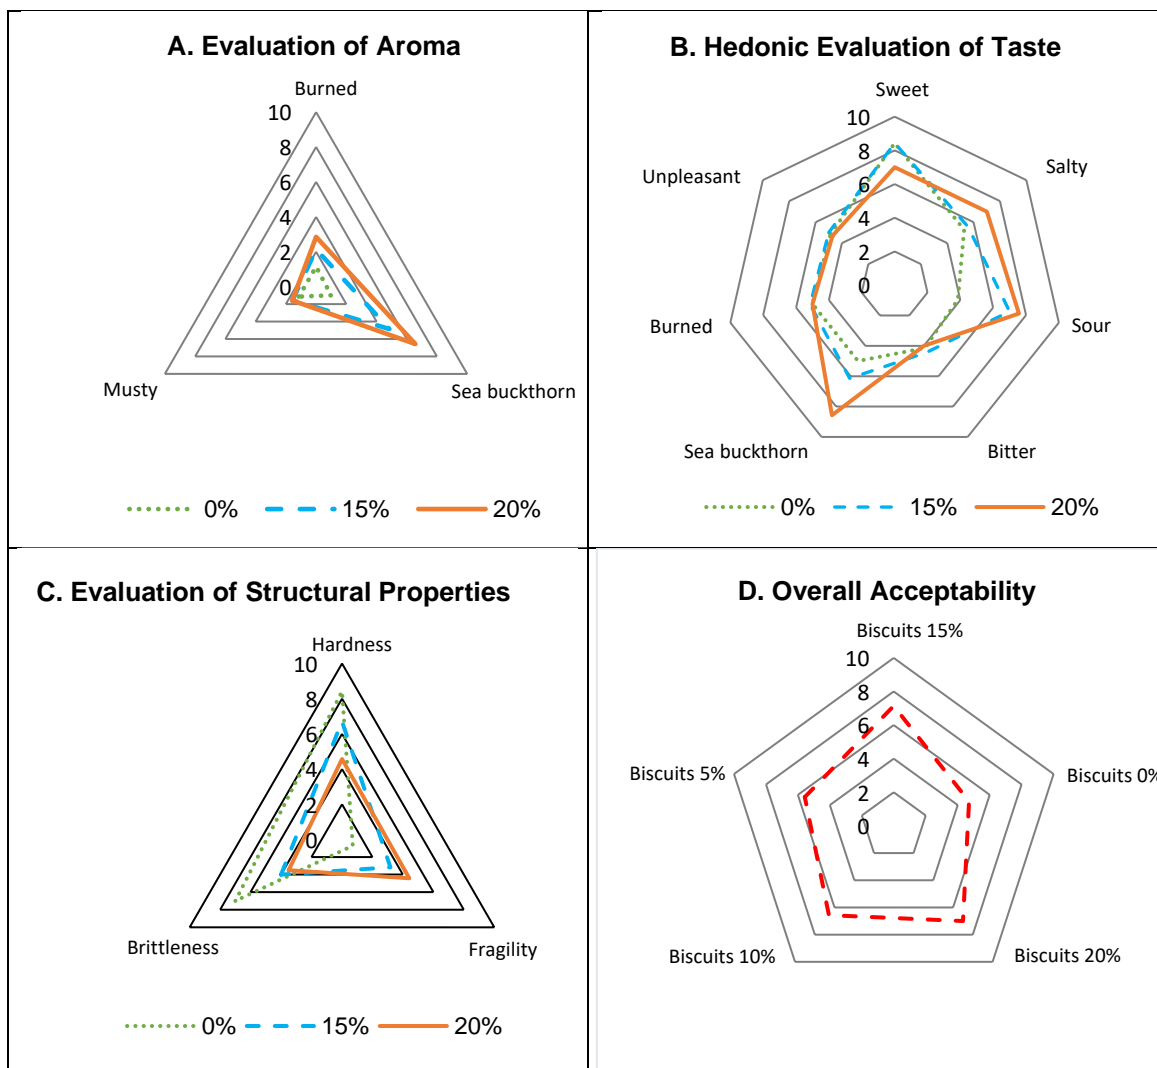 A. Evaluation of Aroma
Burned
10
8
6
4
2
0
Musty
Sea buckthorn
0% 15% 20%
B. Hedonic Evaluation of Taste
Sweet
10
8
6
4
2
0
Unpleasant
Salty
Burned
Sour
Sea buckthorn
Bitter
0% 15% 20%
C. Evaluation of Structural Properties
Hardness
10
8
6
4
2
0
Brittleness
Fragility
0% 15% 20%
D. Overall Acceptability
Biscuits 15%
10
8
6
4
2
0
Biscuits 5%
Biscuits 0%
Biscuits 10%
Biscuits 20%